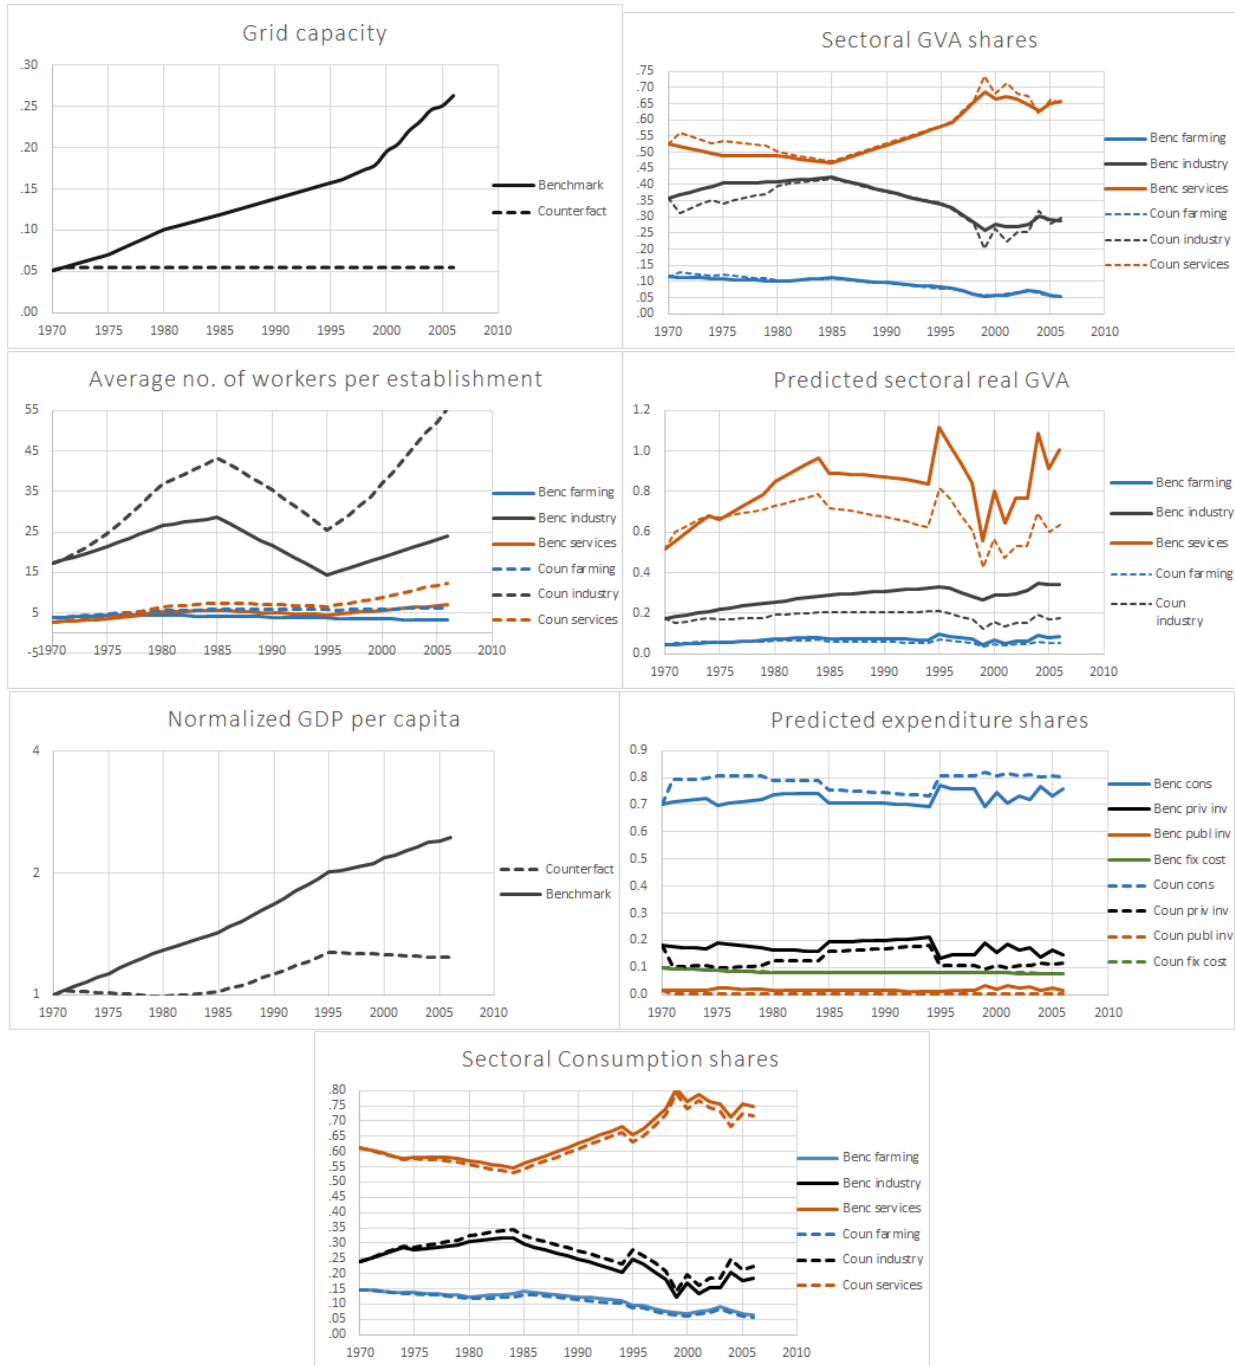 Grid capacity
.30
.25
.20
.15
.10
.05
.00
1970 1975 1980 1985 1990 1995 2000 2005 2010
Benchmark
Counterfact
Sectoral GVA shares
.75
.70
.65
.60
.55
.50
.45
.40
.35
.30
.25
.20
.15
.10
.05
.00
1970 1975 1980 1985 1990 1995 2000 2005 2010
Benc farming
Benc industry
Benc services
Coun farming
Coun industry
Coun services
Average no. of workers per establishment
55
45
35
25
15
5
-5
1970 1975 1980 1985 1990 1995 2000 2005 2010
Benc farming
Benc industry
Benc services
Coun farming
Coun industry
Coun services
Predicted sectoral real GVA
1.2
1.0
0.8
0.6
0.4
0.2
0.0
1970 1975 1980 1985 1990 1995 2000 2005 2010
Benc farming
Benc industry
Benc sevices
Coun farming
Coun
industry
Normalized GDP per capita
4
2
1
1970 1975 1980 1985 1990 1995 2000 2005 2010
Counterfact
Benchmark
Predicted expenditure shares
0.9
0.8
0.7
0.6
0.5
0.4
0.3
0.2
0.1
0.0
1970 1975 1980 1985 1990 1995 2000 2005 2010
Benc cons
Benc priv inv
Benc publ inv
Benc fix cost
Coun cons
Coun priv inv
Coun publ inv
Coun fix cost
Sectoral Consumption shares
.80
.75
.70
.65
.60
.55
.50
.45
.40
.35
.30
.25
.20
.15
.10
.05
.00
1970 1975 1980 1985 1990 1995 2000 2005 2010
Benc farming
Benc industry
Benc services
Coun farming
Coun industry
Coun services